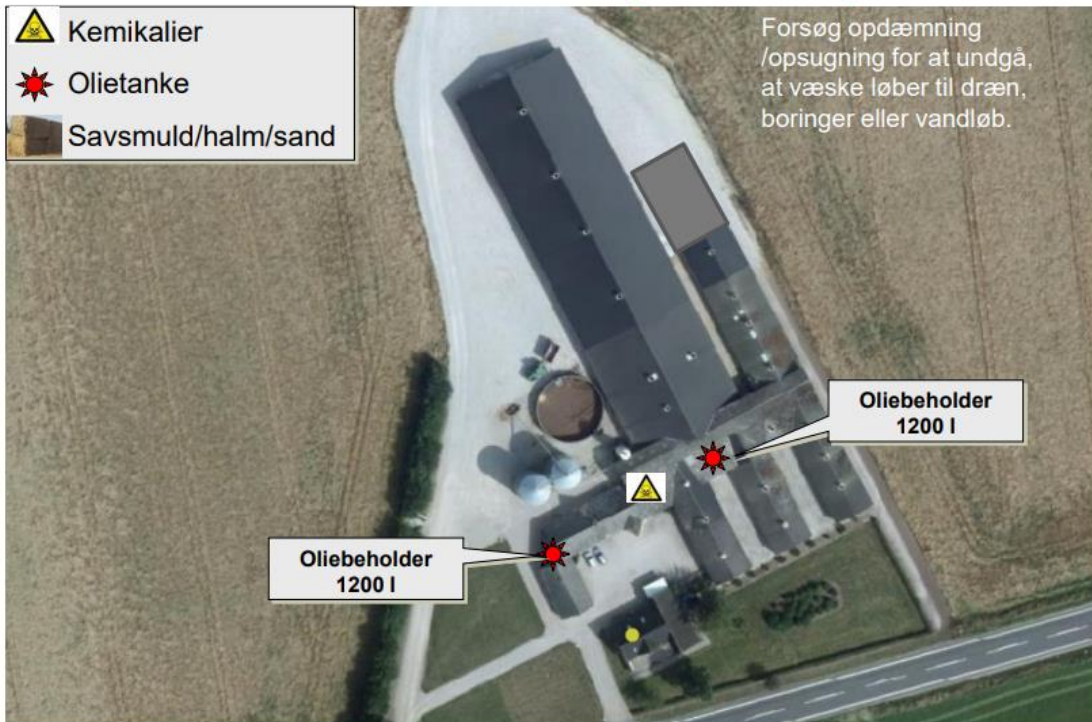 Kemikalier
Olietanke
Savsmuld/halm/sand
Forsøg opdæmning
/opsugning for at undgå,
at væske løber til dræn,
boringer eller vandløb.
Oliebeholder
1200 l
Oliebeholder
1200 l